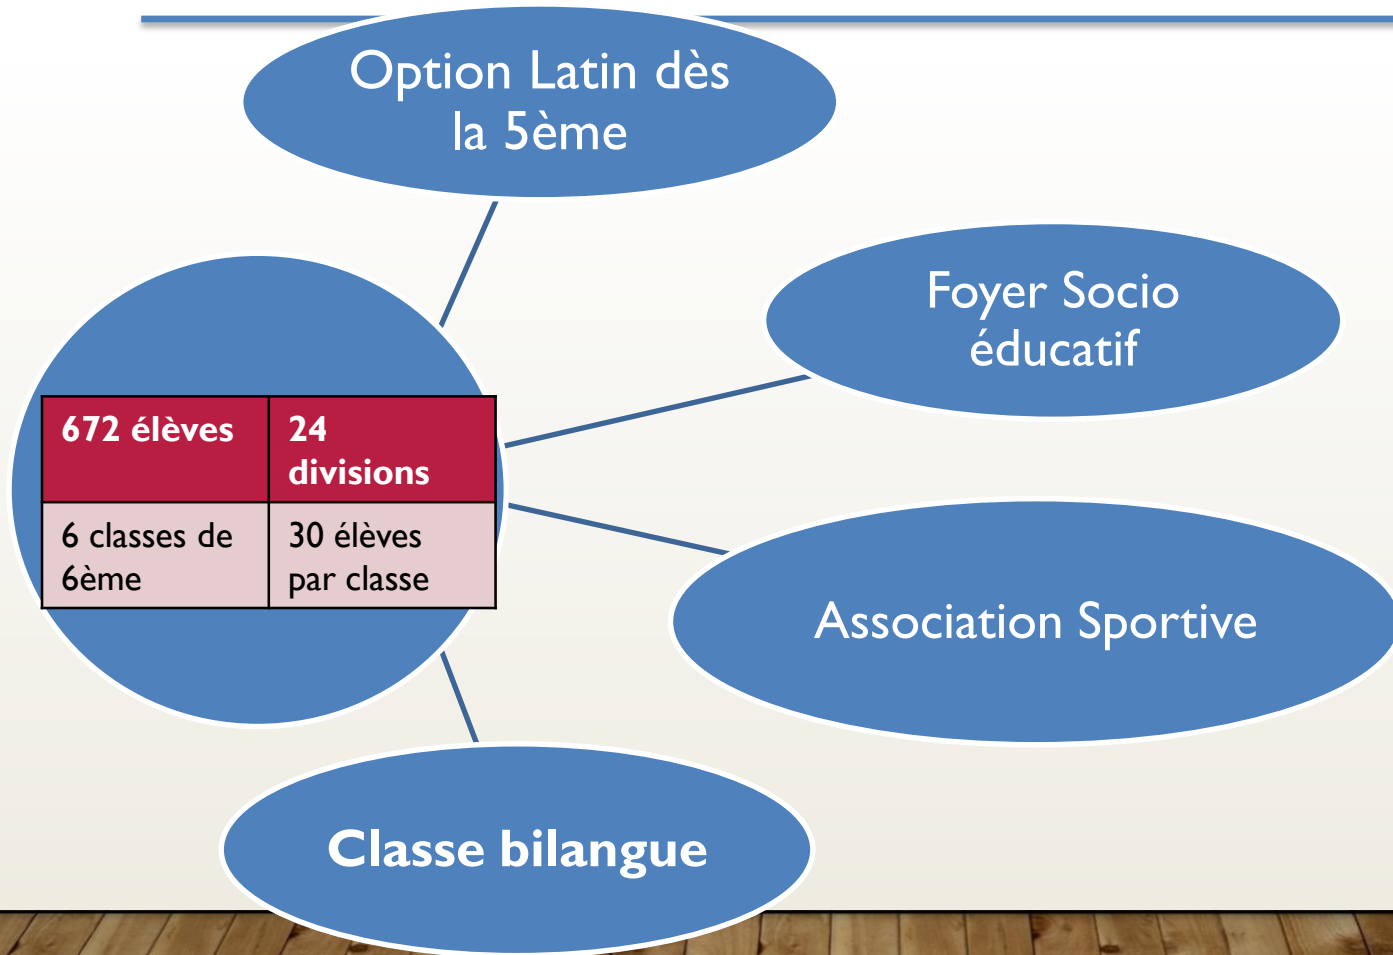 Option Latin dès
la 5ème
Foyer Socio
éducatif
672 élèves
24
divisions
6 classes de
6ème
30 élèves
par classe
Association Sportive
Classe bilangue